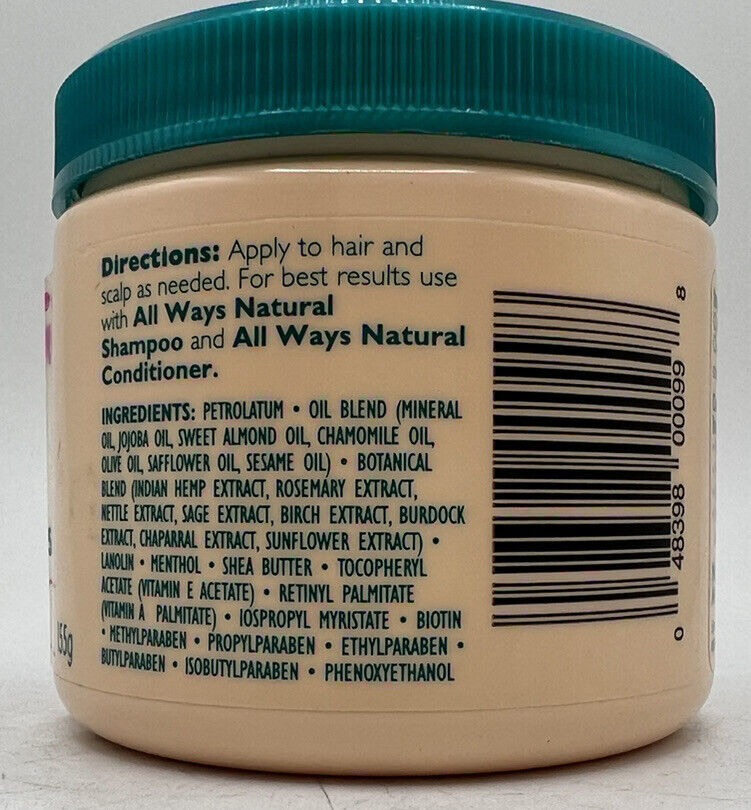 Directions: Apply to hair and
scalp as needed. For best results use
with All Ways Natural
Shampoo and All Ways Natural
Conditioner.
INGREDIENTS: PETROLATUM • OIL BLEND (MINERAL
OIL, JOJOBA OIL, SWEET ALMOND OIL, CHAMOMILE OIL,
OLIVE OIL, SAFFLOWER OIL, SESAME OIL) • BOTANICAL
BLEND (INDIAN HEMP EXTRACT, ROSEMARY EXTRACT,
NETTLE EXTRACT, SAGE EXTRACT, BIRCH EXTRACT, BURDOCK
EXTRACT, CHAPARRAL EXTRACT, SUNFLOWER EXTRACT) •
LANOLIN • MENTHOL • SHEA BUTTER • TOCOPHERYL
ACETATE (VITAMIN E ACETATE) • RETINYL PALMITATE
(VITAMIN A PALMITATE) • IOSPROPYL MYRISTATE • BIOTIN
• METHYLPARABEN • PROPYLPARABEN • ETHYLPARABEN •
BUTYLPARABEN • ISOBUTYLPARABEN • PHENOXYETHANOL
155g
0 48398 00099 8